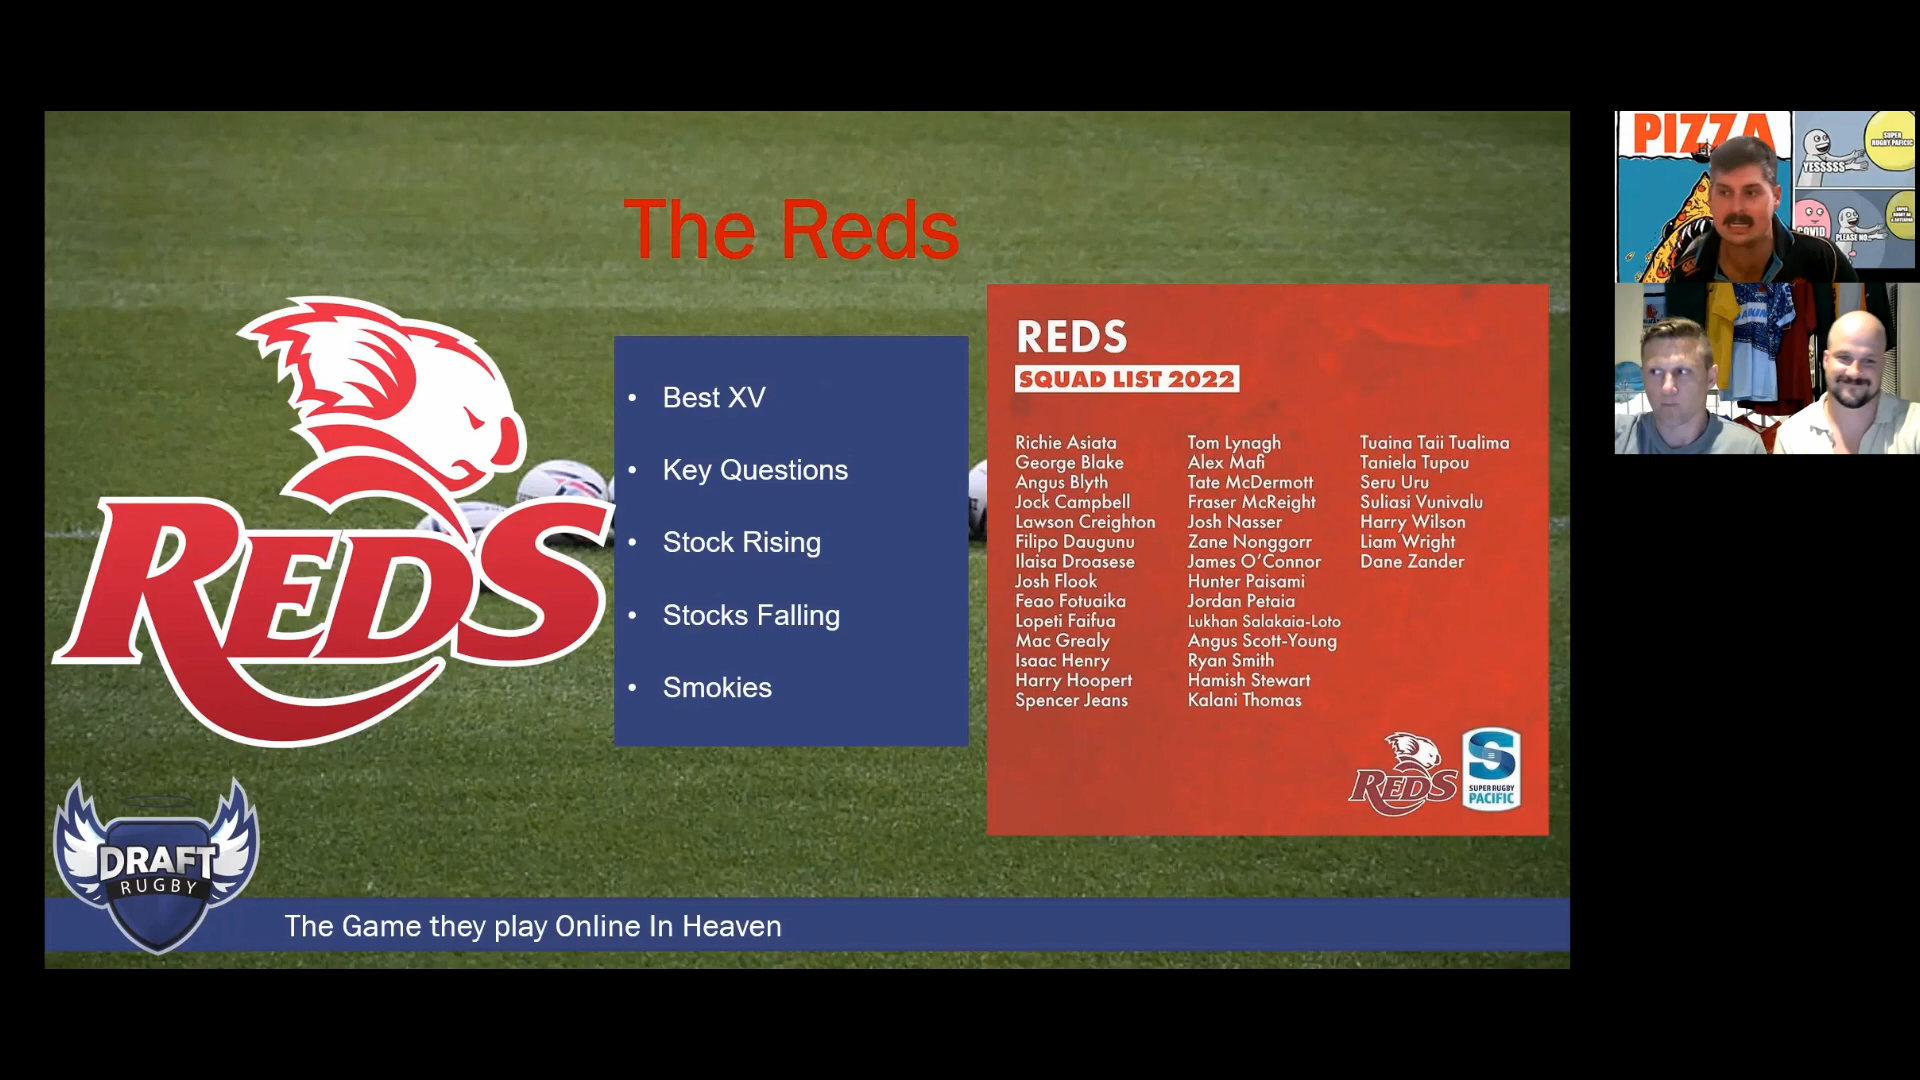 The Reds
REDS
• Best XV
• Key Questions
• Stock Rising
• Stocks Falling
• Smokies
REDS
SQUAD LIST 2022
Richie Asiata
George Blake
Angus Blyth
Jock Campbell
Lawson Creighton
Filipo Daugunu
Ilaisa Droasese
Josh Flook
Feao Fotuaika
Lopeti Faifua
Mac Grealy
Isaac Henry
Harry Hoopert
Spencer Jeans
Tom Lynagh
Alex Mafi
Tate McDermott
Fraser McReight
Josh Nasser
Zane Nonggorr
James O'Connor
Hunter Paisami
Jordan Petaia
Lukhan Salakaia-Loto
Angus Scott-Young
Ryan Smith
Hamish Stewart
Kalani Thomas
Tuaina Taii Tualima
Taniela Tupou
Seru Uru
Suliasi Vunivalu
Harry Wilson
Liam Wright
Dane Zander
REDS
SUPER RUGBY
PACIFIC
DRAFT
RUGBY
The Game they play Online In Heaven
PIZZA
SUPER
RUGBY PACIFIC
YESSSSS
COVID
PLEASE NO...